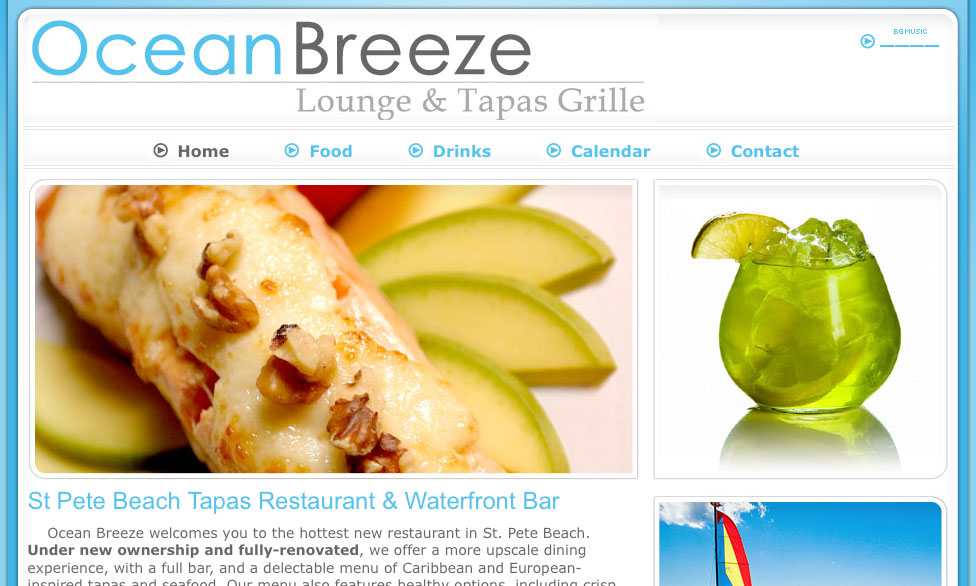 OceanBreeze
Lounge & Tapas Grille
BGMUSIC
Home Food Drinks Calendar Contact
St Pete Beach Tapas Restaurant & Waterfront Bar
Ocean Breeze welcomes you to the hottest new restaurant in St. Pete Beach.
Under new ownership and fully-renovated, we offer a more upscale dining
experience, with a full bar, and a delectable menu of Caribbean and European-
inspired tapas and seafood. Our menu also features healthy options, including crisp